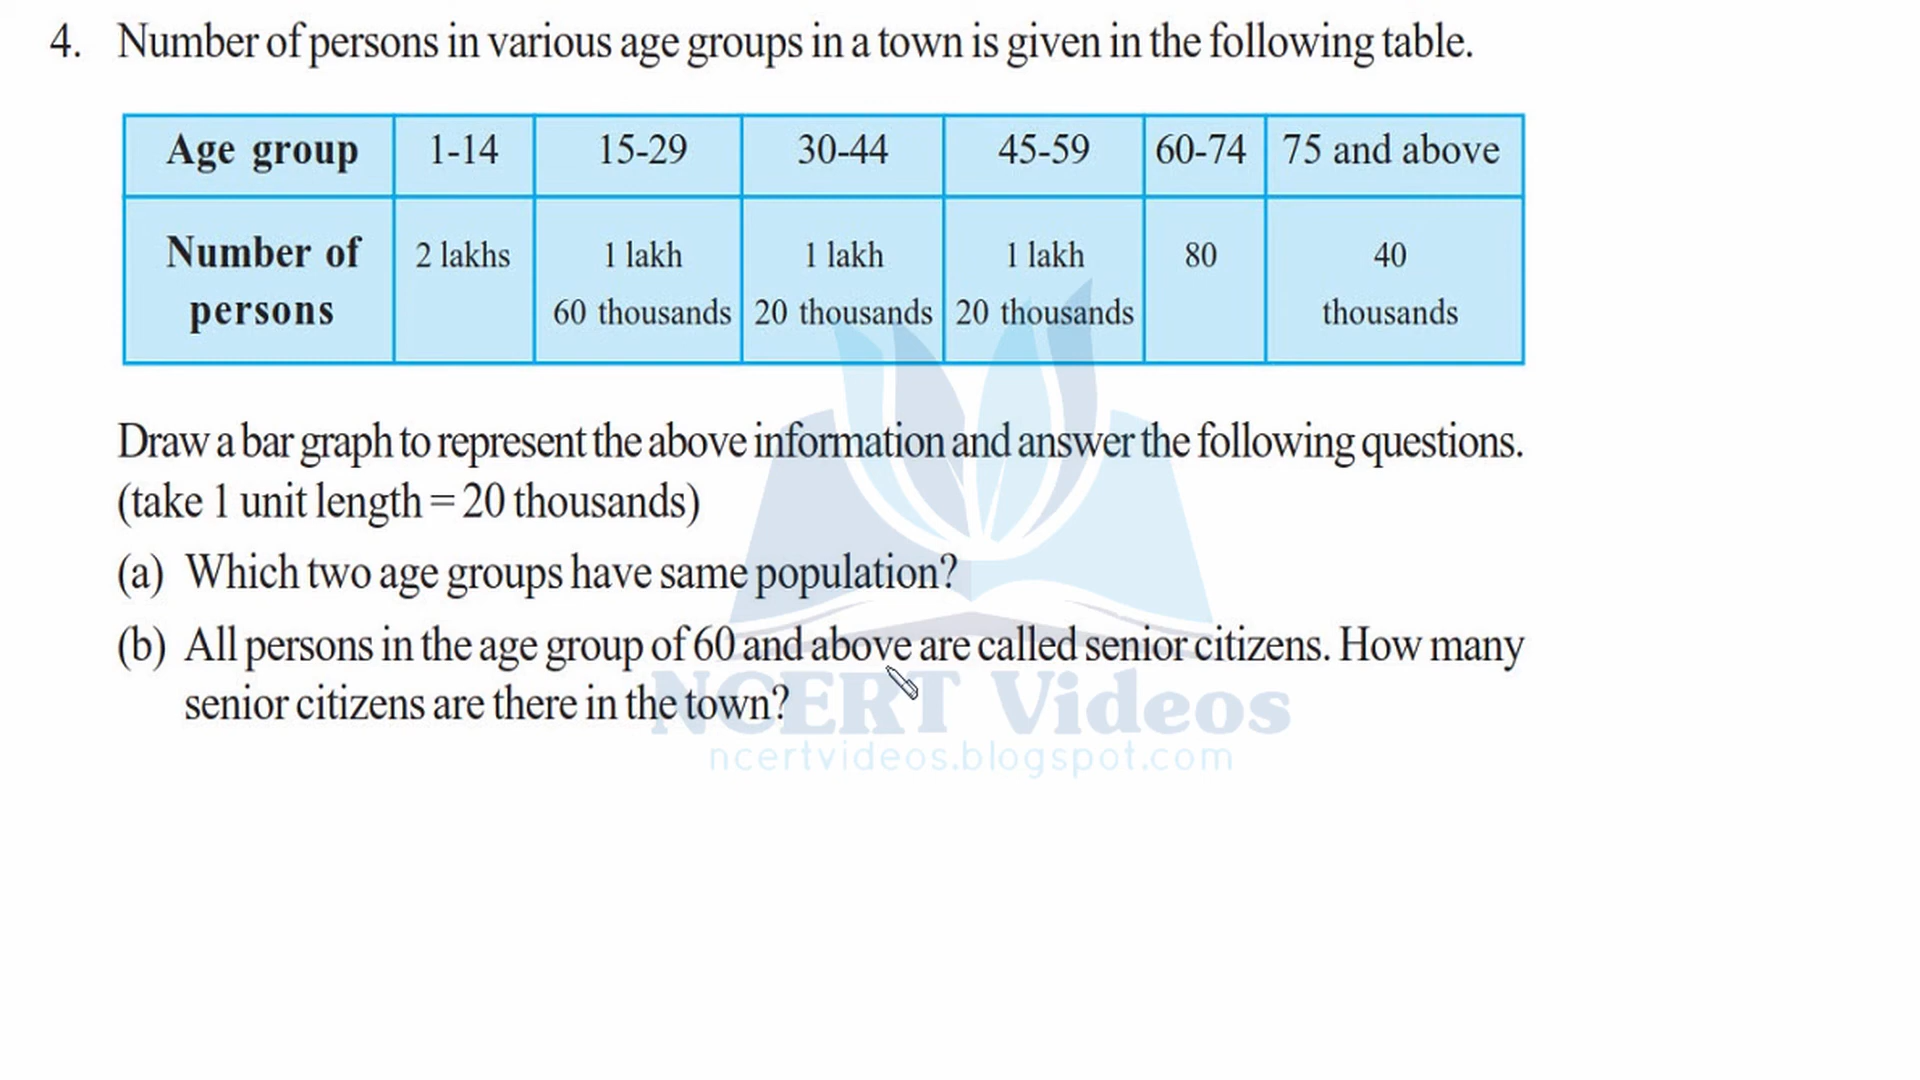 4. Number of persons in various age groups in a town is given in the following table.
Age group 1-14 15-29 30-44 45-59 60-74 75 and above
Number of 2 lakhs 1 lakh 1 lakh 1 lakh 80 40
persons 60 thousands 20 thousands 20 thousands thousands
Draw a bar graph to represent the above information and answer the following questions.
(take 1 unit length = 20 thousands)
(a) Which two age groups have same population?
(b) All persons in the age group of 60 and above are called senior citizens. How many
senior citizens are there in the town?
NCERT Videos
ncertvideos.blogspot.com